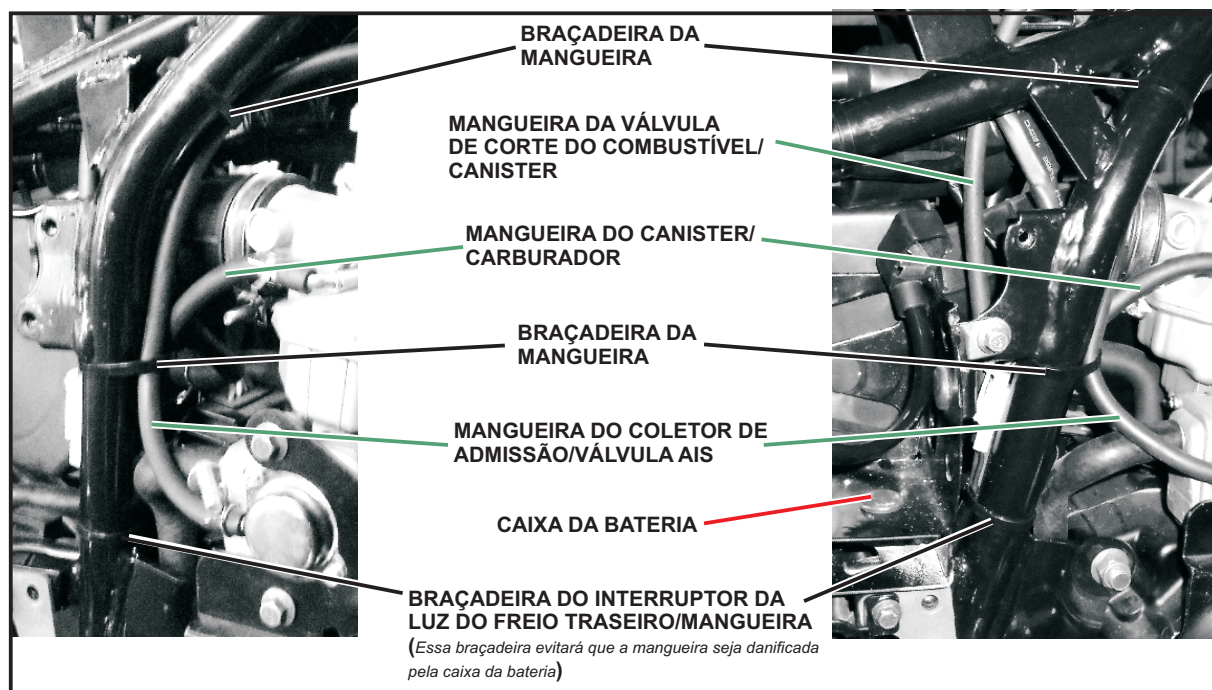 BRAÇADEIRA DA
MANGUEIRA
MANGUEIRA DA VÁLVULA
DE CORTE DO COMBUSTÍVEL/
CANISTER
MANGUEIRA DO CANISTER/
CARBURADOR
BRAÇADEIRA DA
MANGUEIRA
MANGUEIRA DO COLETOR DE
ADMISSÃO/VÁLVULA AIS
CAIXA DA BATERIA
BRAÇADEIRA DO INTERRUPTOR DA
LUZ DO FREIO TRASEIRO/MANGUEIRA
(Essa braçadeira evitará que a mangueira seja danificada
pela caixa da bateria)